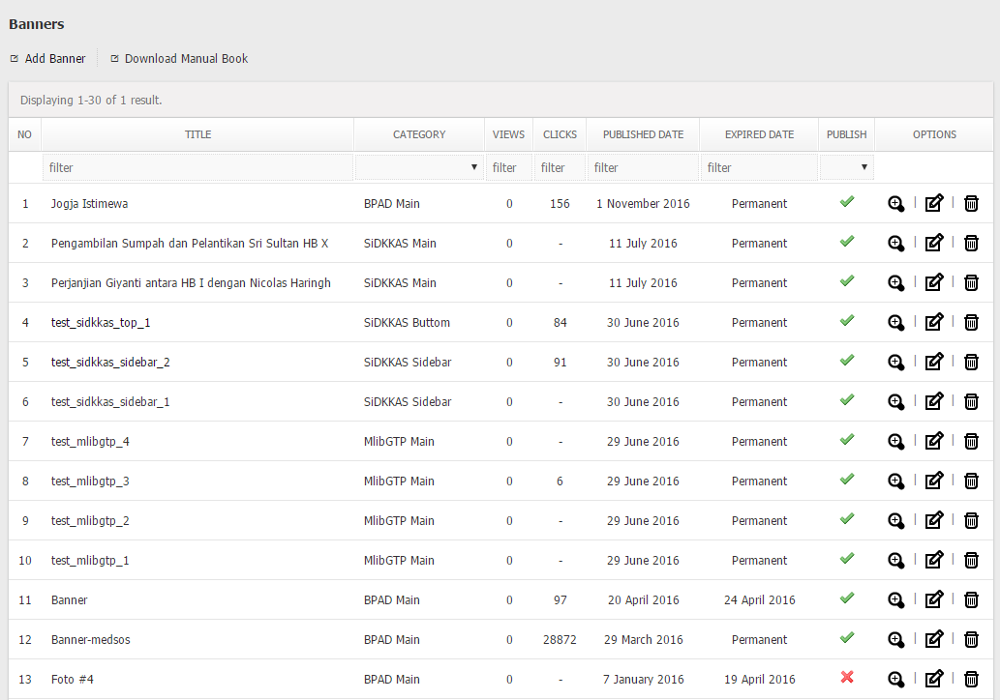 Banners
Add Banner Download Manual Book
Displaying 1-30 of 1 result.
NO TITLE CATEGORY VIEWS CLICKS PUBLISHED DATE EXPIRED DATE PUBLISH OPTIONS
filter filter filter filter filter
1 Jogja Istimewa BPAD Main 0 156 1 November 2016 Permanent
2 Pengambilan Sumpah dan Pelantikan Sri Sultan HB X SiDKKAS Main 0 - 11 July 2016 Permanent
3 Perjanjian Giyanti antara HB I dengan Nicolas Haringh SiDKKAS Main 0 - 11 July 2016 Permanent
4 test_sidkkas_top_1 SiDKKAS Buttom 0 84 30 June 2016 Permanent
5 test_sidkkas_sidebar_2 SiDKKAS Sidebar 0 91 30 June 2016 Permanent
6 test_sidkkas_sidebar_1 SiDKKAS Sidebar 0 - 30 June 2016 Permanent
7 test_mlibgtp_4 MlibGTP Main 0 - 29 June 2016 Permanent
8 test_mlibgtp_3 MlibGTP Main 0 6 29 June 2016 Permanent
9 test_mlibgtp_2 MlibGTP Main 0 - 29 June 2016 Permanent
10 test_mlibgtp_1 MlibGTP Main 0 - 29 June 2016 Permanent
11 Banner BPAD Main 0 97 20 April 2016 24 April 2016
12 Banner-medsos BPAD Main 0 28872 29 March 2016 Permanent
13 Foto #4 BPAD Main 0 - 7 January 2016 19 April 2016